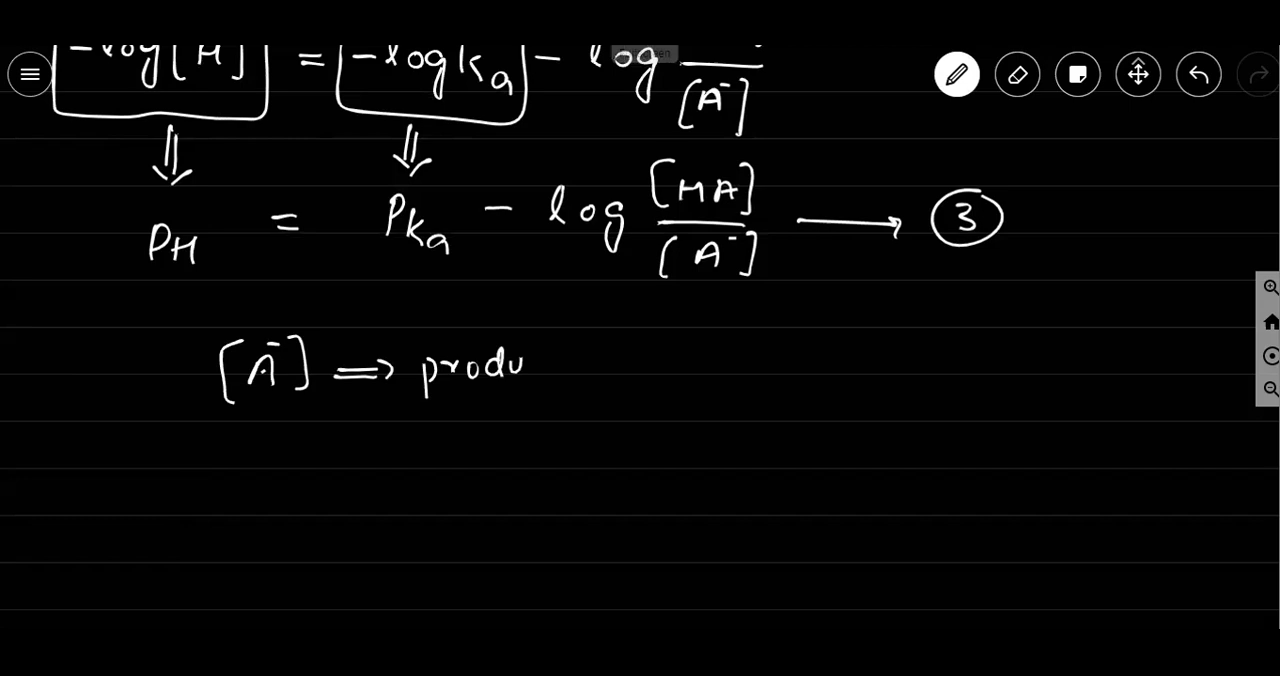 -log[H] = -log Ka - log [A⁻]
PH = PKa - log [HA]/[A⁻] → 3
[A⁻] ⇒ produ